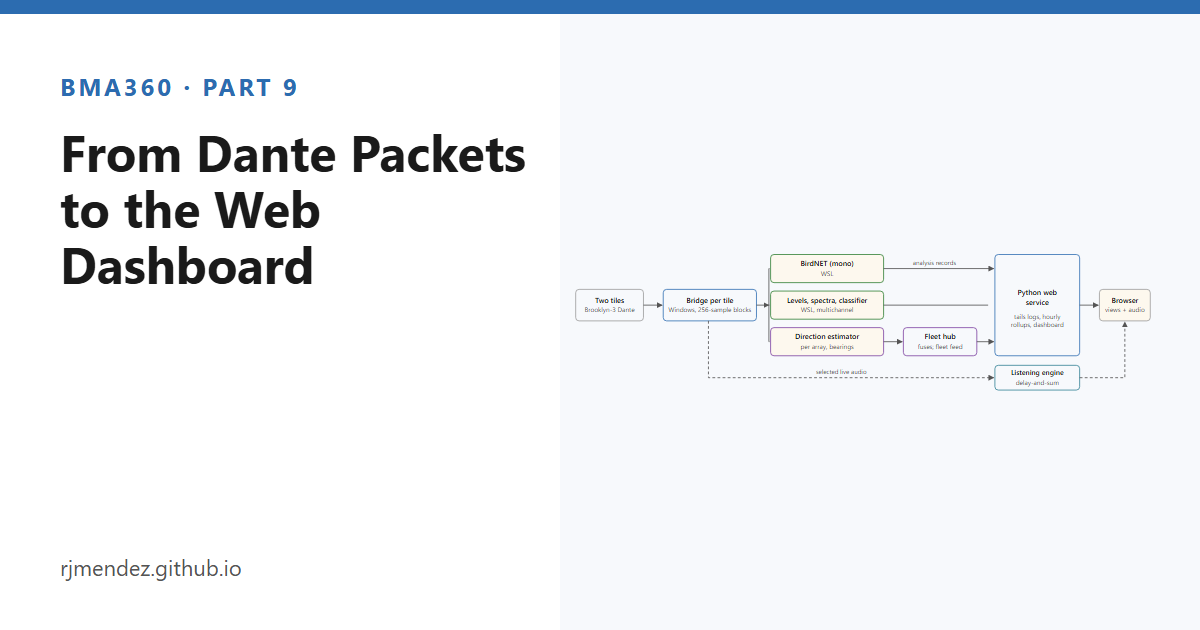 BMA360 · PART 9
From Dante Packets
to the Web
Dashboard
Two tiles
Brooklyn-3 Dante
Bridge per tile
Windows, 256-sample blocks
BirdNET (mono)
WSL
Levels, spectra, classifier
WSL, multichannel
Direction estimator
per array, bearings
Fleet hub
fuses, fleet feed
analysis records
selected live audio
Python web
service
tails logs, hourly
rollups, dashboard
Listening engine
delay-and-sum
Browser
views + audio
rjmendez.github.io